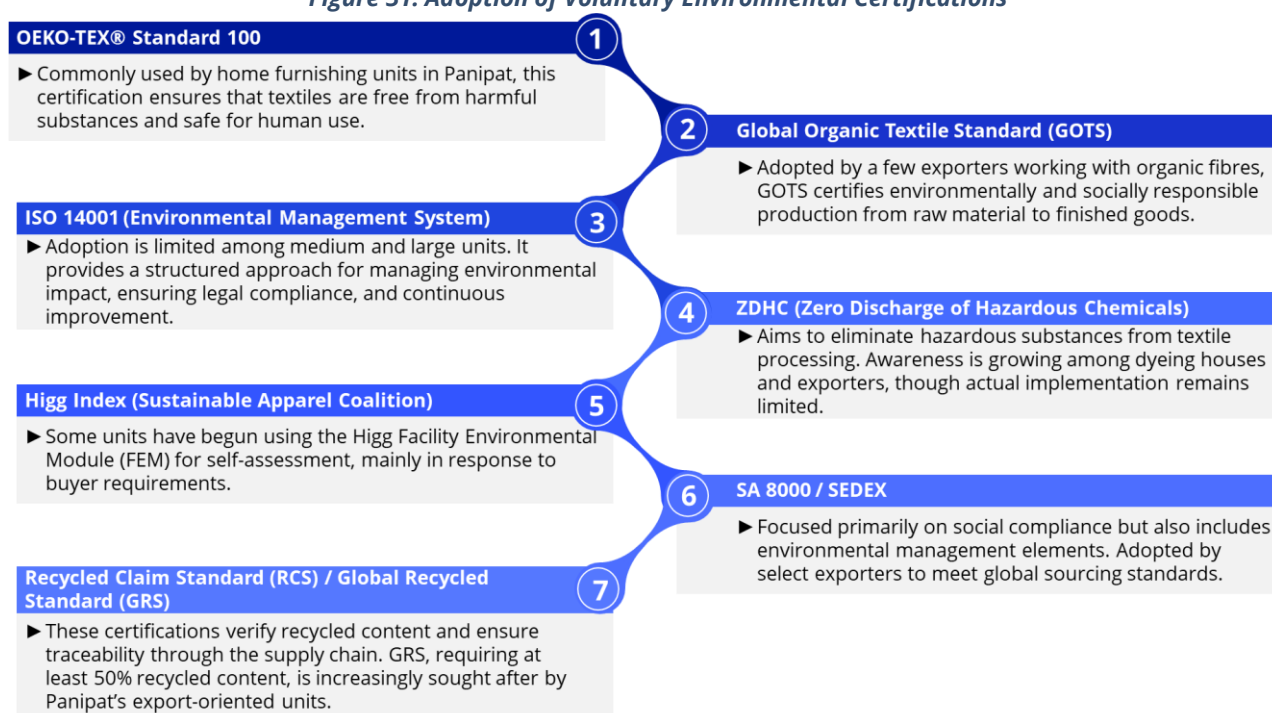 Figure 31: Adoption of Voluntary Environmental Certifications
OEKO-TEX® Standard 100
1
►Commonly used by home furnishing units in Panipat, this
certification ensures that textiles are free from harmful
substances and safe for human use.
2
Global Organic Textile Standard (GOTS)
►Adopted by a few exporters working with organic fibres,
GOTS certifies environmentally and socially responsible
production from raw material to finished goods.
ISO 14001 (Environmental Management System)
3
►Adoption is limited among medium and large units. It
provides a structured approach for managing environmental
impact, ensuring legal compliance, and continuous
improvement.
4
ZDHC (Zero Discharge of Hazardous Chemicals)
►Aims to eliminate hazardous substances from textile
processing. Awareness is growing among dyeing houses
and exporters, though actual implementation remains
limited.
Higg Index (Sustainable Apparel Coalition)
5
►Some units have begun using the Higg Facility Environmental
Module (FEM) for self-assessment, mainly in response to
buyer requirements.
6
SA 8000 / SEDEX
►Focused primarily on social compliance but also includes
environmental management elements. Adopted by
select exporters to meet global sourcing standards.
Recycled Claim Standard (RCS) / Global Recycled
Standard (GRS)
7
►These certifications verify recycled content and ensure
traceability through the supply chain. GRS, requiring at
least 50% recycled content, is increasingly sought after by
Panipat's export-oriented units.